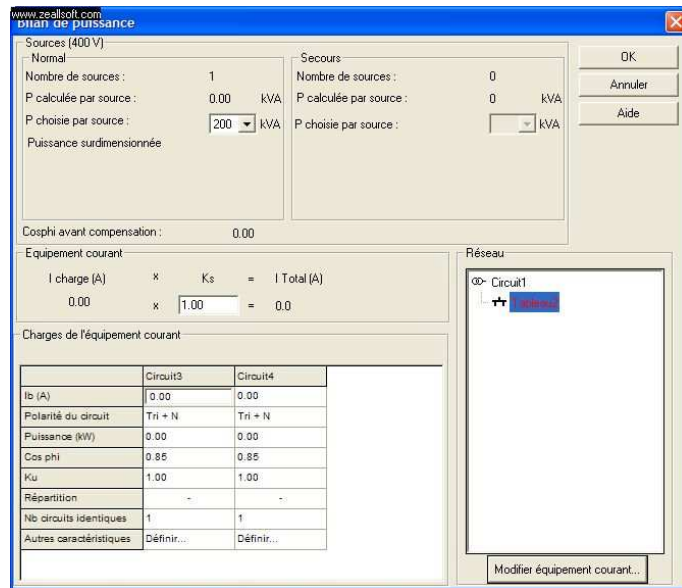 www.zeallsoft.com
Bilan de puissance
Sources (400 V)
Normal
Nombre de sources : 1
P calculée par source : 0.00 kVA
P choisie par source : 200 kVA
Puissance surdimensionnée
Secours
Nombre de sources : 0
P calculée par source : 0 kVA
P choisie par source : kVA
Cosphi avant compensation : 0.00
OK
Annuler
Aide
Equipement courant
I charge (A) x Ks = I Total (A)
0.00 x 1.00 = 0.0
Réseau
Circuit1
Tableau2
Charges de l'équipement courant
Circuit3 Circuit4
Ib (A) 0.00 0.00
Polarité du circuit Tri + N Tri + N
Puissance (kW) 0.00 0.00
Cos phi 0.85 0.85
Ku 1.00 1.00
Répartition - -
Nb circuits identiques 1 1
Autres caractéristiques Définir... Définir...
Modifier équipement courant...